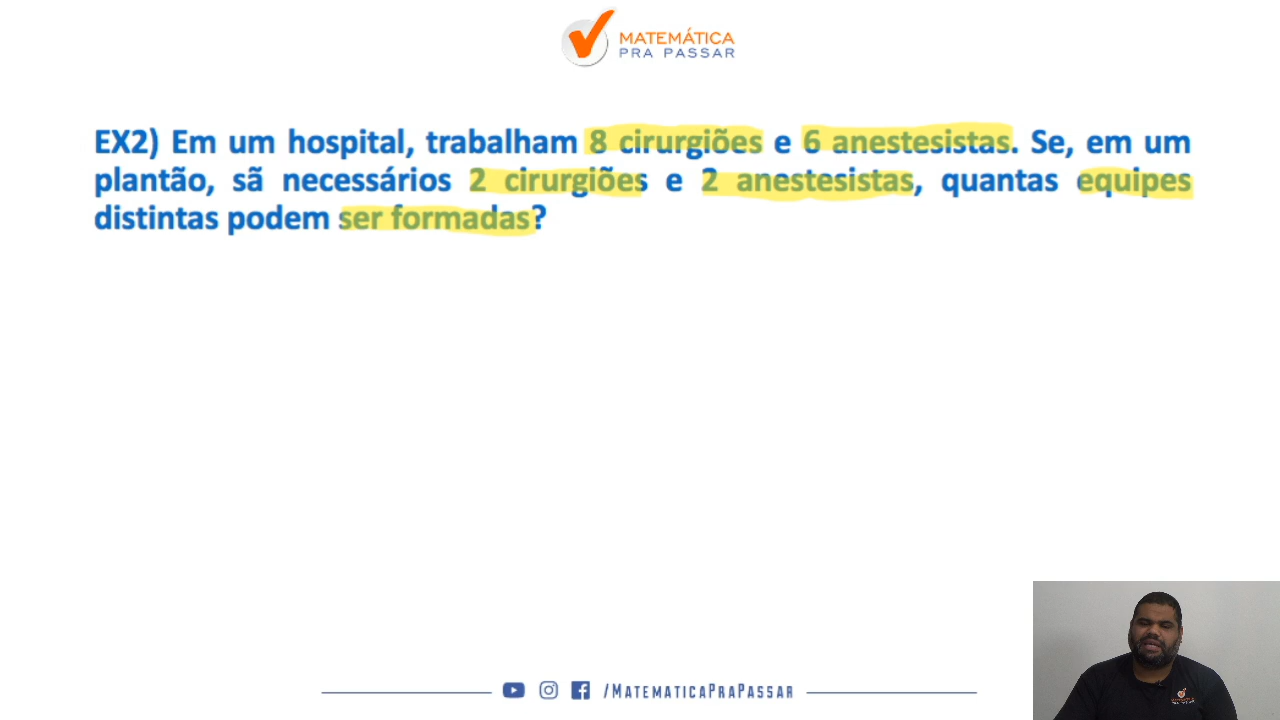 MATEMÁTICA
PRA PASSAR
EX2) Em um hospital, trabalham 8 cirurgiões e 6 anestesistas. Se, em um
plantão, sã necessários 2 cirurgiões e 2 anestesistas, quantas equipes
distintas podem ser formadas?
/MATEMATICAPRAPASSAR